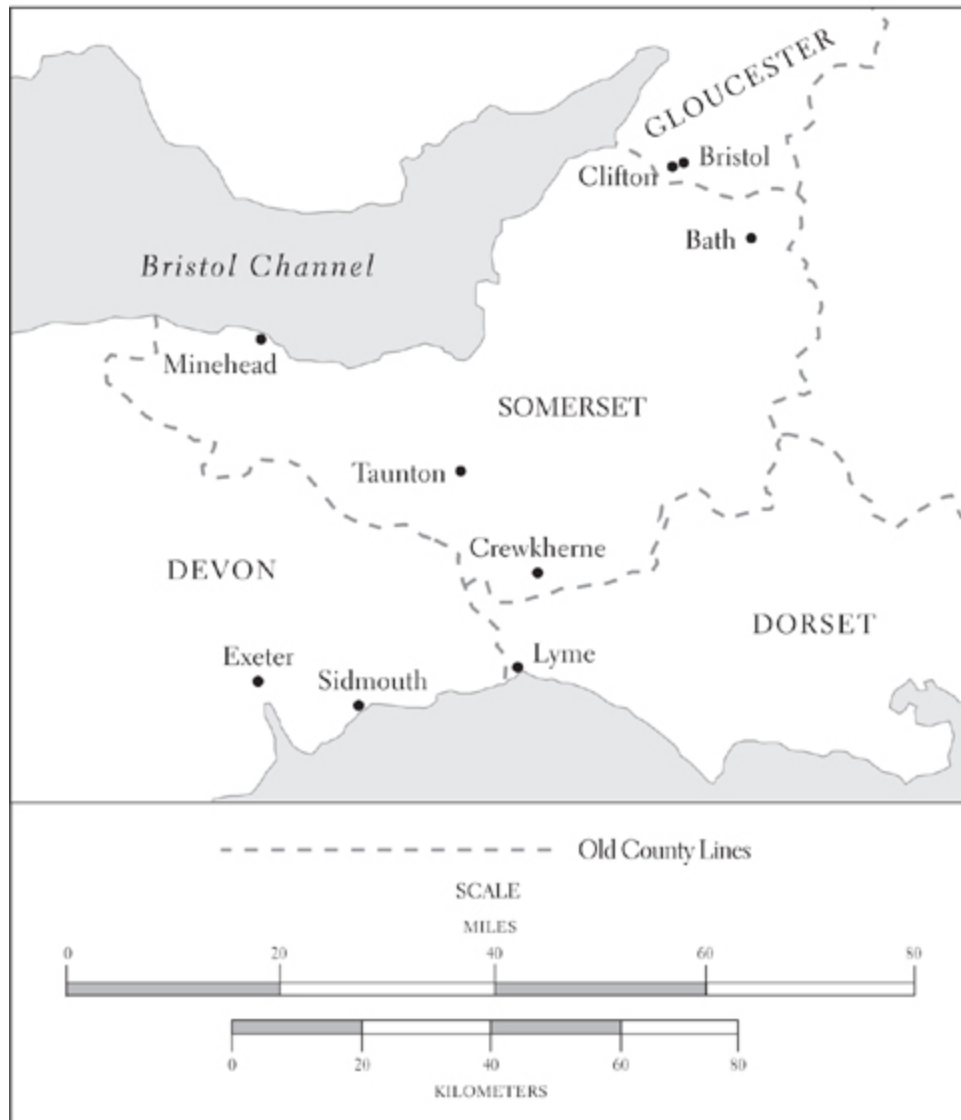 GLOUCESTER
Bristol
Clifton
Bath
Bristol Channel
Minehead
SOMERSET
Taunton
Crewkherne
DEVON
DORSET
Exeter
Lyme
Sidmouth
Old County Lines
SCALE
MILES
0 20 40 60 80
0 20 40 60 80
KILOMETERS